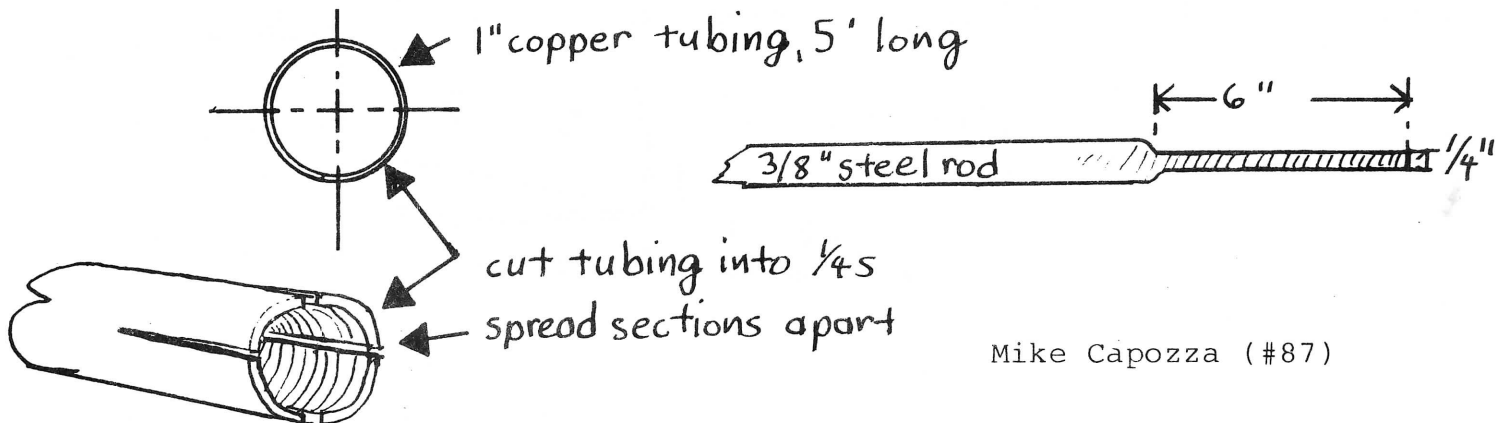 1" copper tubing, 5' long
6"
3/8" steel rod
1/4"
cut tubing into 1/4s
spread sections apart
Mike Capozza (#87)